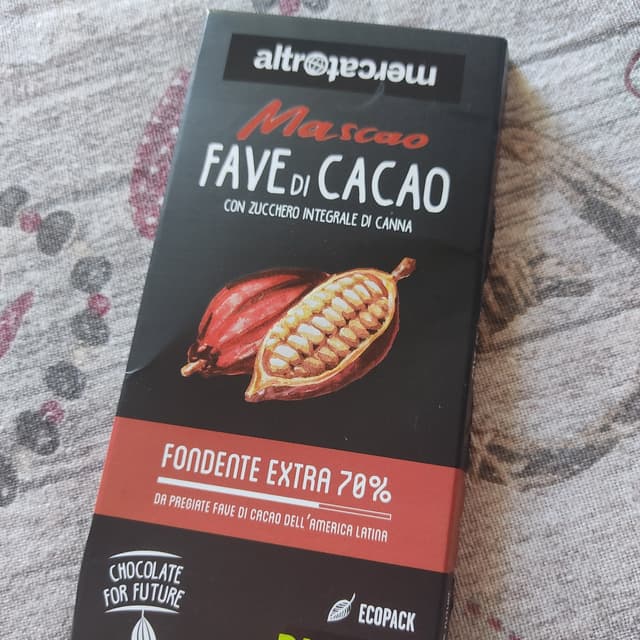 altromercato
Mascao
FAVE DI CACAO
CON ZUCCHERO INTEGRALE DI CANNA
FONDENTE EXTRA 70%
DA PREGIATE FAVE DI CACAO DELL'AMERICA LATINA
CHOCOLATE
FOR FUTURE
ECOPACK